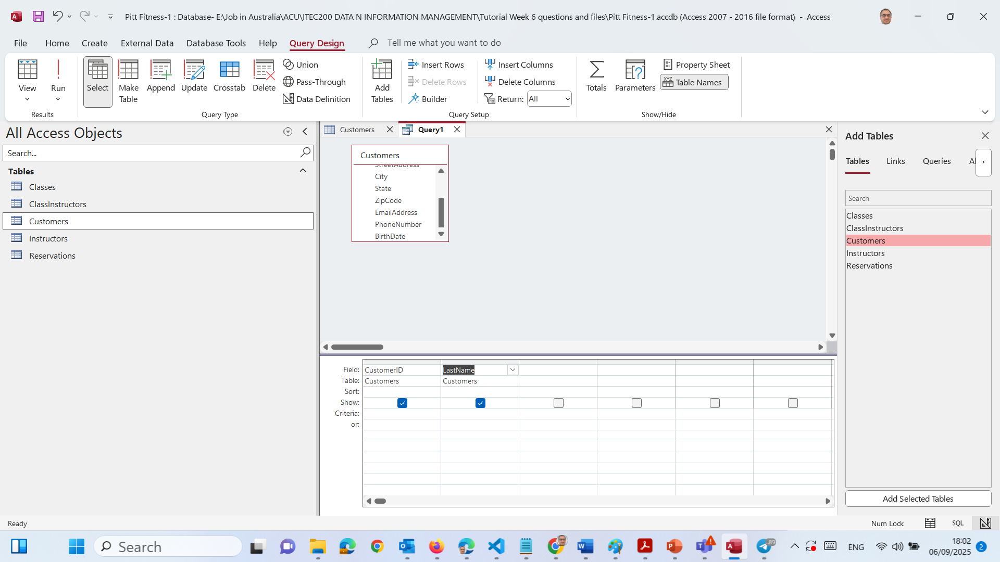 Pitt Fitness-1 : Database- E:\Job in Australia\ACU\ITEC200 DATA N INFORMATION MANAGEMENT\Tutorial Week 6 questions and files\Pitt Fitness-1.accdb (Access 2007 - 2016 file format) - Access
File Home Create External Data Database Tools Help Query Design Tell me what you want to do
View
Run
Results
Select
Make Table
Append
Update
Crosstab
Delete
Union
Pass-Through
Data Definition
Query Type
Add Tables
Insert Rows
Delete Rows
Builder
Insert Columns
Delete Columns
Return: All
Query Setup
Totals
Parameters
Property Sheet
XYZ Table Names
Show/Hide
All Access Objects
Search...
Tables
Classes
ClassInstructors
Customers
Instructors
Reservations
Customers
Query1
Customers
StreetAddress
City
State
ZipCode
EmailAddress
PhoneNumber
BirthDate
Field: CustomerID LastName
Table: Customers Customers
Sort:
Show:
Criteria:
or:
Add Tables
Tables Links Queries Al
Search
Classes
ClassInstructors
Customers
Instructors
Reservations
Add Selected Tables
Ready
Num Lock
SQL
Search
89
ENG
18:02
06/09/2025
2